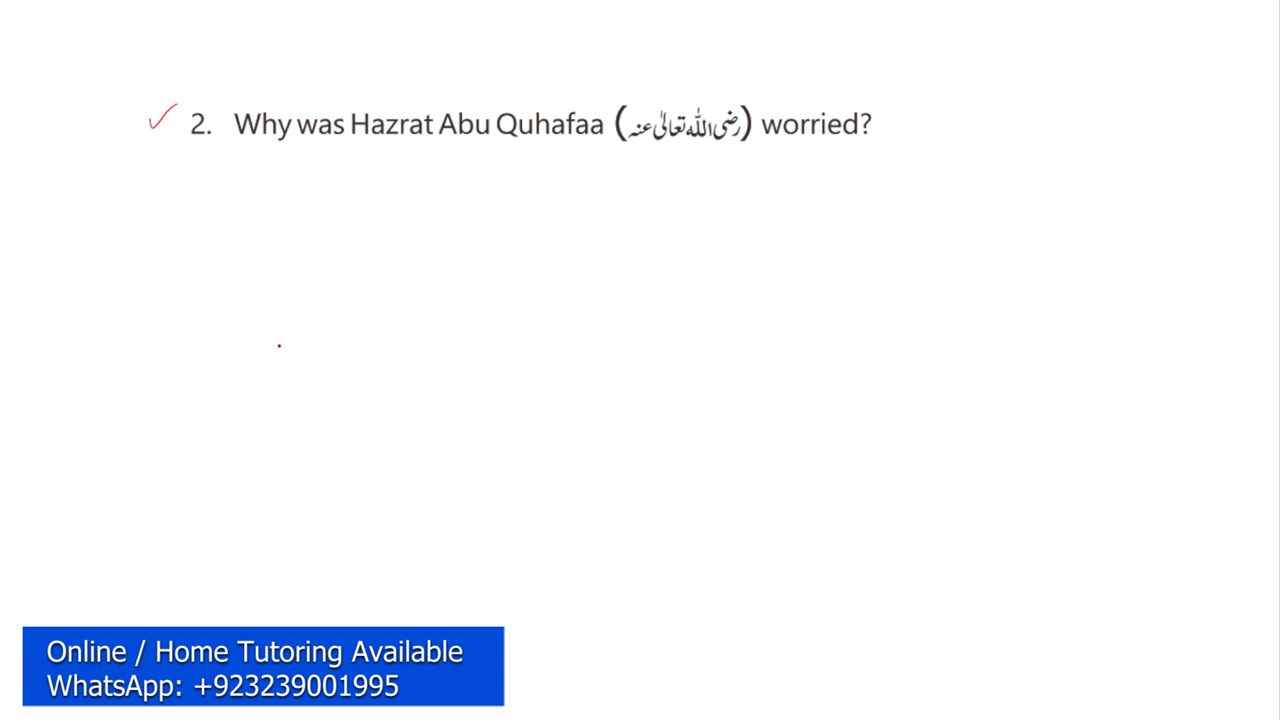 2. Why was Hazrat Abu Quhafaa (رضی اللہ تعالیٰ عنہ) worried?
Online / Home Tutoring Available
WhatsApp: +923239001995